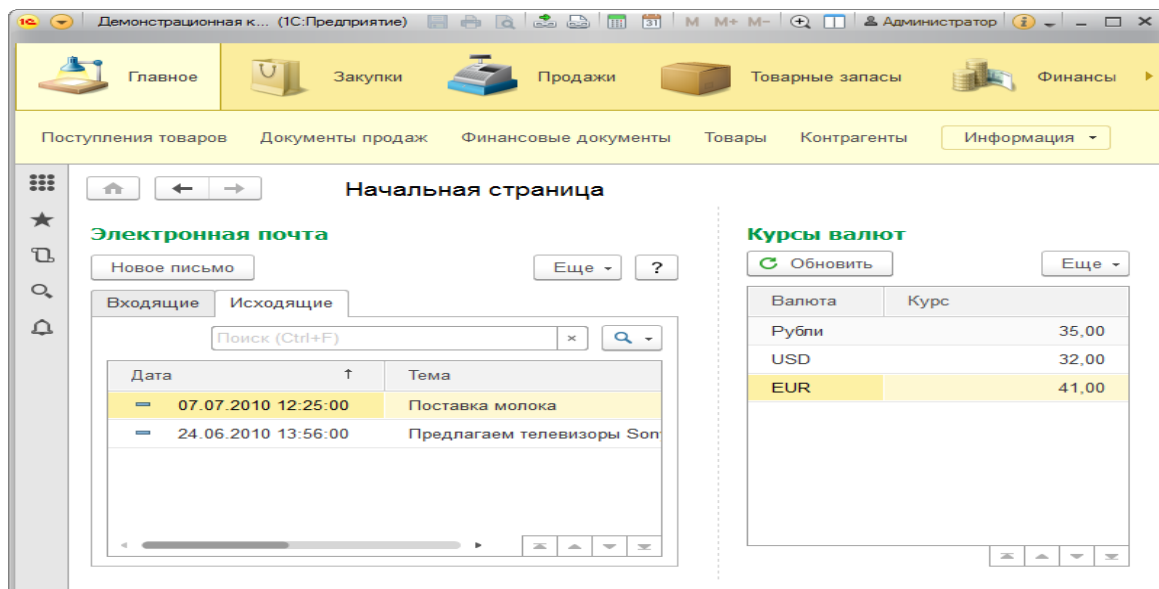 1С Демонстрационная к... (1С:Предприятие) 31 M M+ M- Администратор i
Главное Закупки Продажи Товарные запасы Финансы
Поступления товаров Документы продаж Финансовые документы Товары Контрагенты Информация
Начальная страница
Электронная почта
Новое письмо Еще ?
Входящие Исходящие
Поиск (Ctrl+F) ×
Дата ↑ Тема
07.07.2010 12:25:00 Поставка молока
24.06.2010 13:56:00 Предлагаем телевизоры Son
Курсы валют
Обновить Еще
Валюта Курс
Рубли 35,00
USD 32,00
EUR 41,00